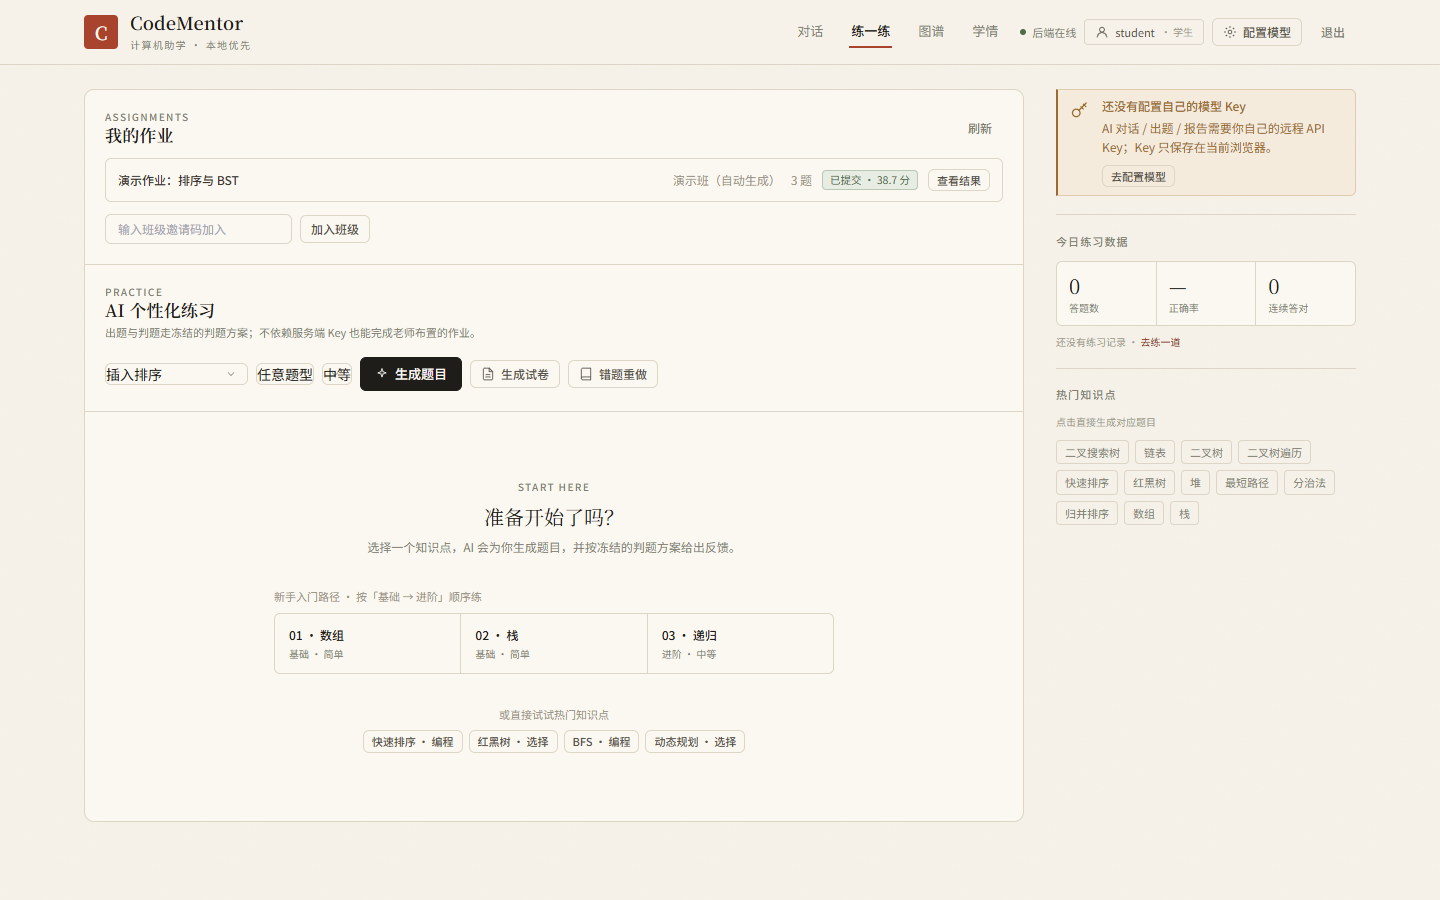 C
CodeMentor
计算机助学 · 本地优先
对话
练一练
图谱
学情
后端在线
student · 学生
配置模型
退出
ASSIGNMENTS
我的作业
刷新
演示作业：排序与 BST
演示班（自动生成）
3 题
已提交 · 38.7 分
查看结果
输入班级邀请码加入
加入班级
PRACTICE
AI 个性化练习
出题与判题走冻结的判题方案；不依赖服务端 Key 也能完成老师布置的作业。
插入排序
任意题型
中等
生成题目
生成试卷
错题重做
START HERE
准备开始了吗？
选择一个知识点，AI 会为你生成题目，并按冻结的判题方案给出反馈。
新手入门路径 · 按「基础 → 进阶」顺序练
01 · 数组
基础 · 简单
02 · 栈
基础 · 简单
03 · 递归
进阶 · 中等
或直接试试热门知识点
快速排序 · 编程
红黑树 · 选择
BFS · 编程
动态规划 · 选择
还没有配置自己的模型 Key
AI 对话 / 出题 / 报告需要你自己的远程 API
Key；Key 只保存在当前浏览器。
去配置模型
今日练习数据
0
答题数
—
正确率
0
连续答对
还没有练习记录 · 去练一道
热门知识点
点击直接生成对应题目
二叉搜索树
链表
二叉树
二叉树遍历
快速排序
红黑树
堆
最短路径
分治法
归并排序
数组
栈